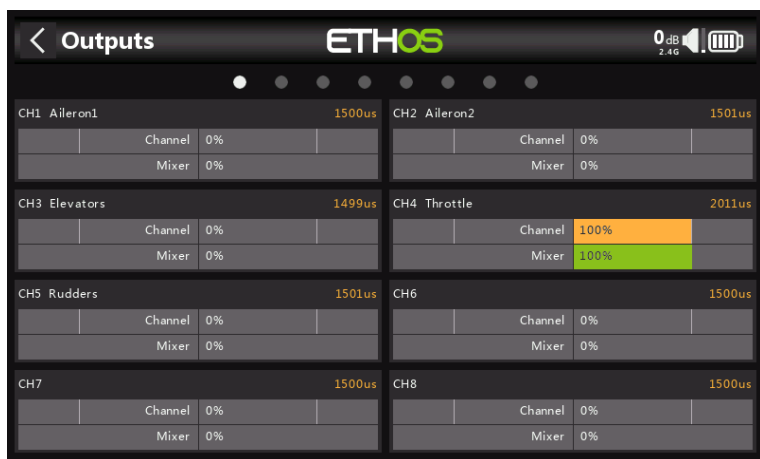 Outputs
ETHOS
0 dB
2.4G
CH1 Aileron1 1500us
Channel 0%
Mixer 0%
CH2 Aileron2 1501us
Channel 0%
Mixer 0%
CH3 Elevators 1499us
Channel 0%
Mixer 0%
CH4 Throttle 2011us
Channel 100%
Mixer 100%
CH5 Rudders 1501us
Channel 0%
Mixer 0%
CH6 1500us
Channel 0%
Mixer 0%
CH7 1500us
Channel 0%
Mixer 0%
CH8 1500us
Channel 0%
Mixer 0%